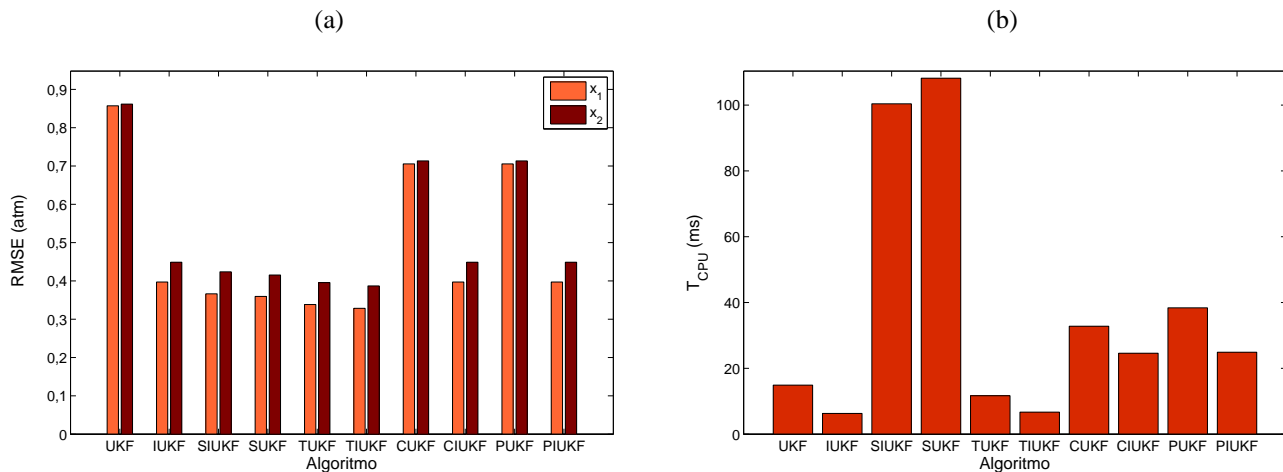 (a)
(b)
0,9
0,8
0,7
0,6
0,5
0,4
0,3
0,2
0,1
0
RMSE (atm)
x1
x2
UKF IUKF SIUKF SUKF TUKF TIUKF CUKF CIUKF PUKF PIUKF
Algoritmo
100
80
60
40
20
0
TCPU (ms)
UKF IUKF SIUKF SUKF TUKF TIUKF CUKF CIUKF PUKF PIUKF
Algoritmo